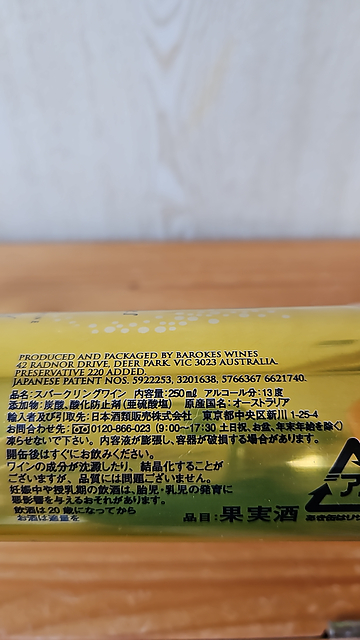 PRODUCED AND PACKAGED BY BAROKES WINES
42 RADNOR DRIVE, DEER PARK. VIC 3023 AUSTRALIA.
PRESERVATIVE 220 ADDED.
JAPANESE PATENT NOS. 5922253, 3201638, 5766367 6621740.
品名:スパークリングワイン 内容量:250㎖ アルコール分:13度
添加物:炭酸、酸化防止剤(亜硫酸塩) 原産国名:オーストラリア
輸入者及び引取先:日本酒類販売株式会社 東京都中央区新川1-25-4
お問合わせ先:0120-866-023(9:00〜17:30 土日祝、お盆、年末年始を除く)
凍らせないで下さい。内容液が膨張し、容器が破損する場合があります。
開缶後はすぐにお飲みください。
ワインの成分が沈澱したり、結晶化することが
ございますが、品質には問題ございません。
妊娠中や授乳期の飲酒は、胎児・乳児の発育に
悪影響を与えるおそれがあります。
飲酒は20歳になってから
お酒は適量を
品目:果実酒
ア